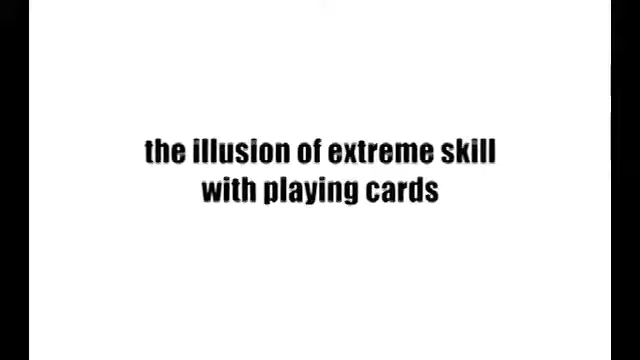 the illusion of extreme skill
with playing cards